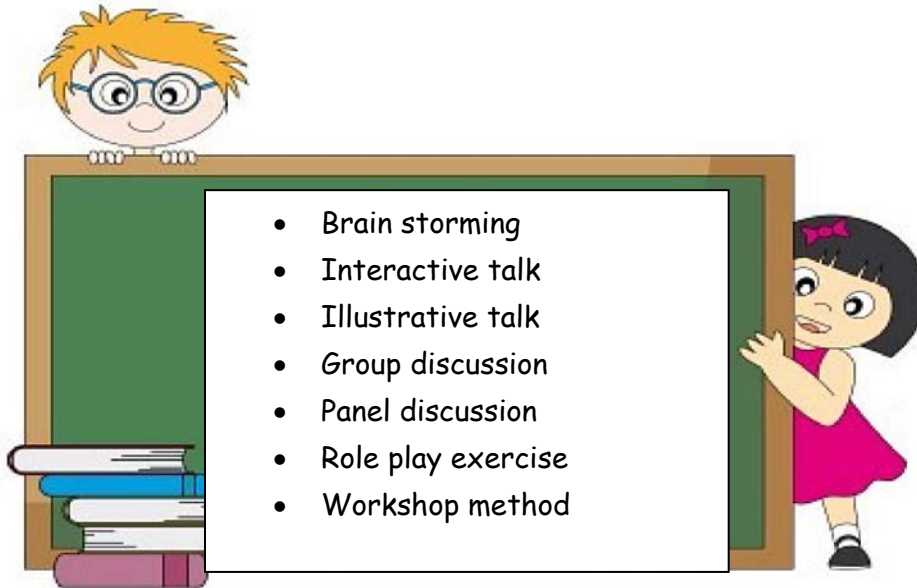 • Brain storming
• Interactive talk
• Illustrative talk
• Group discussion
• Panel discussion
• Role play exercise
• Workshop method